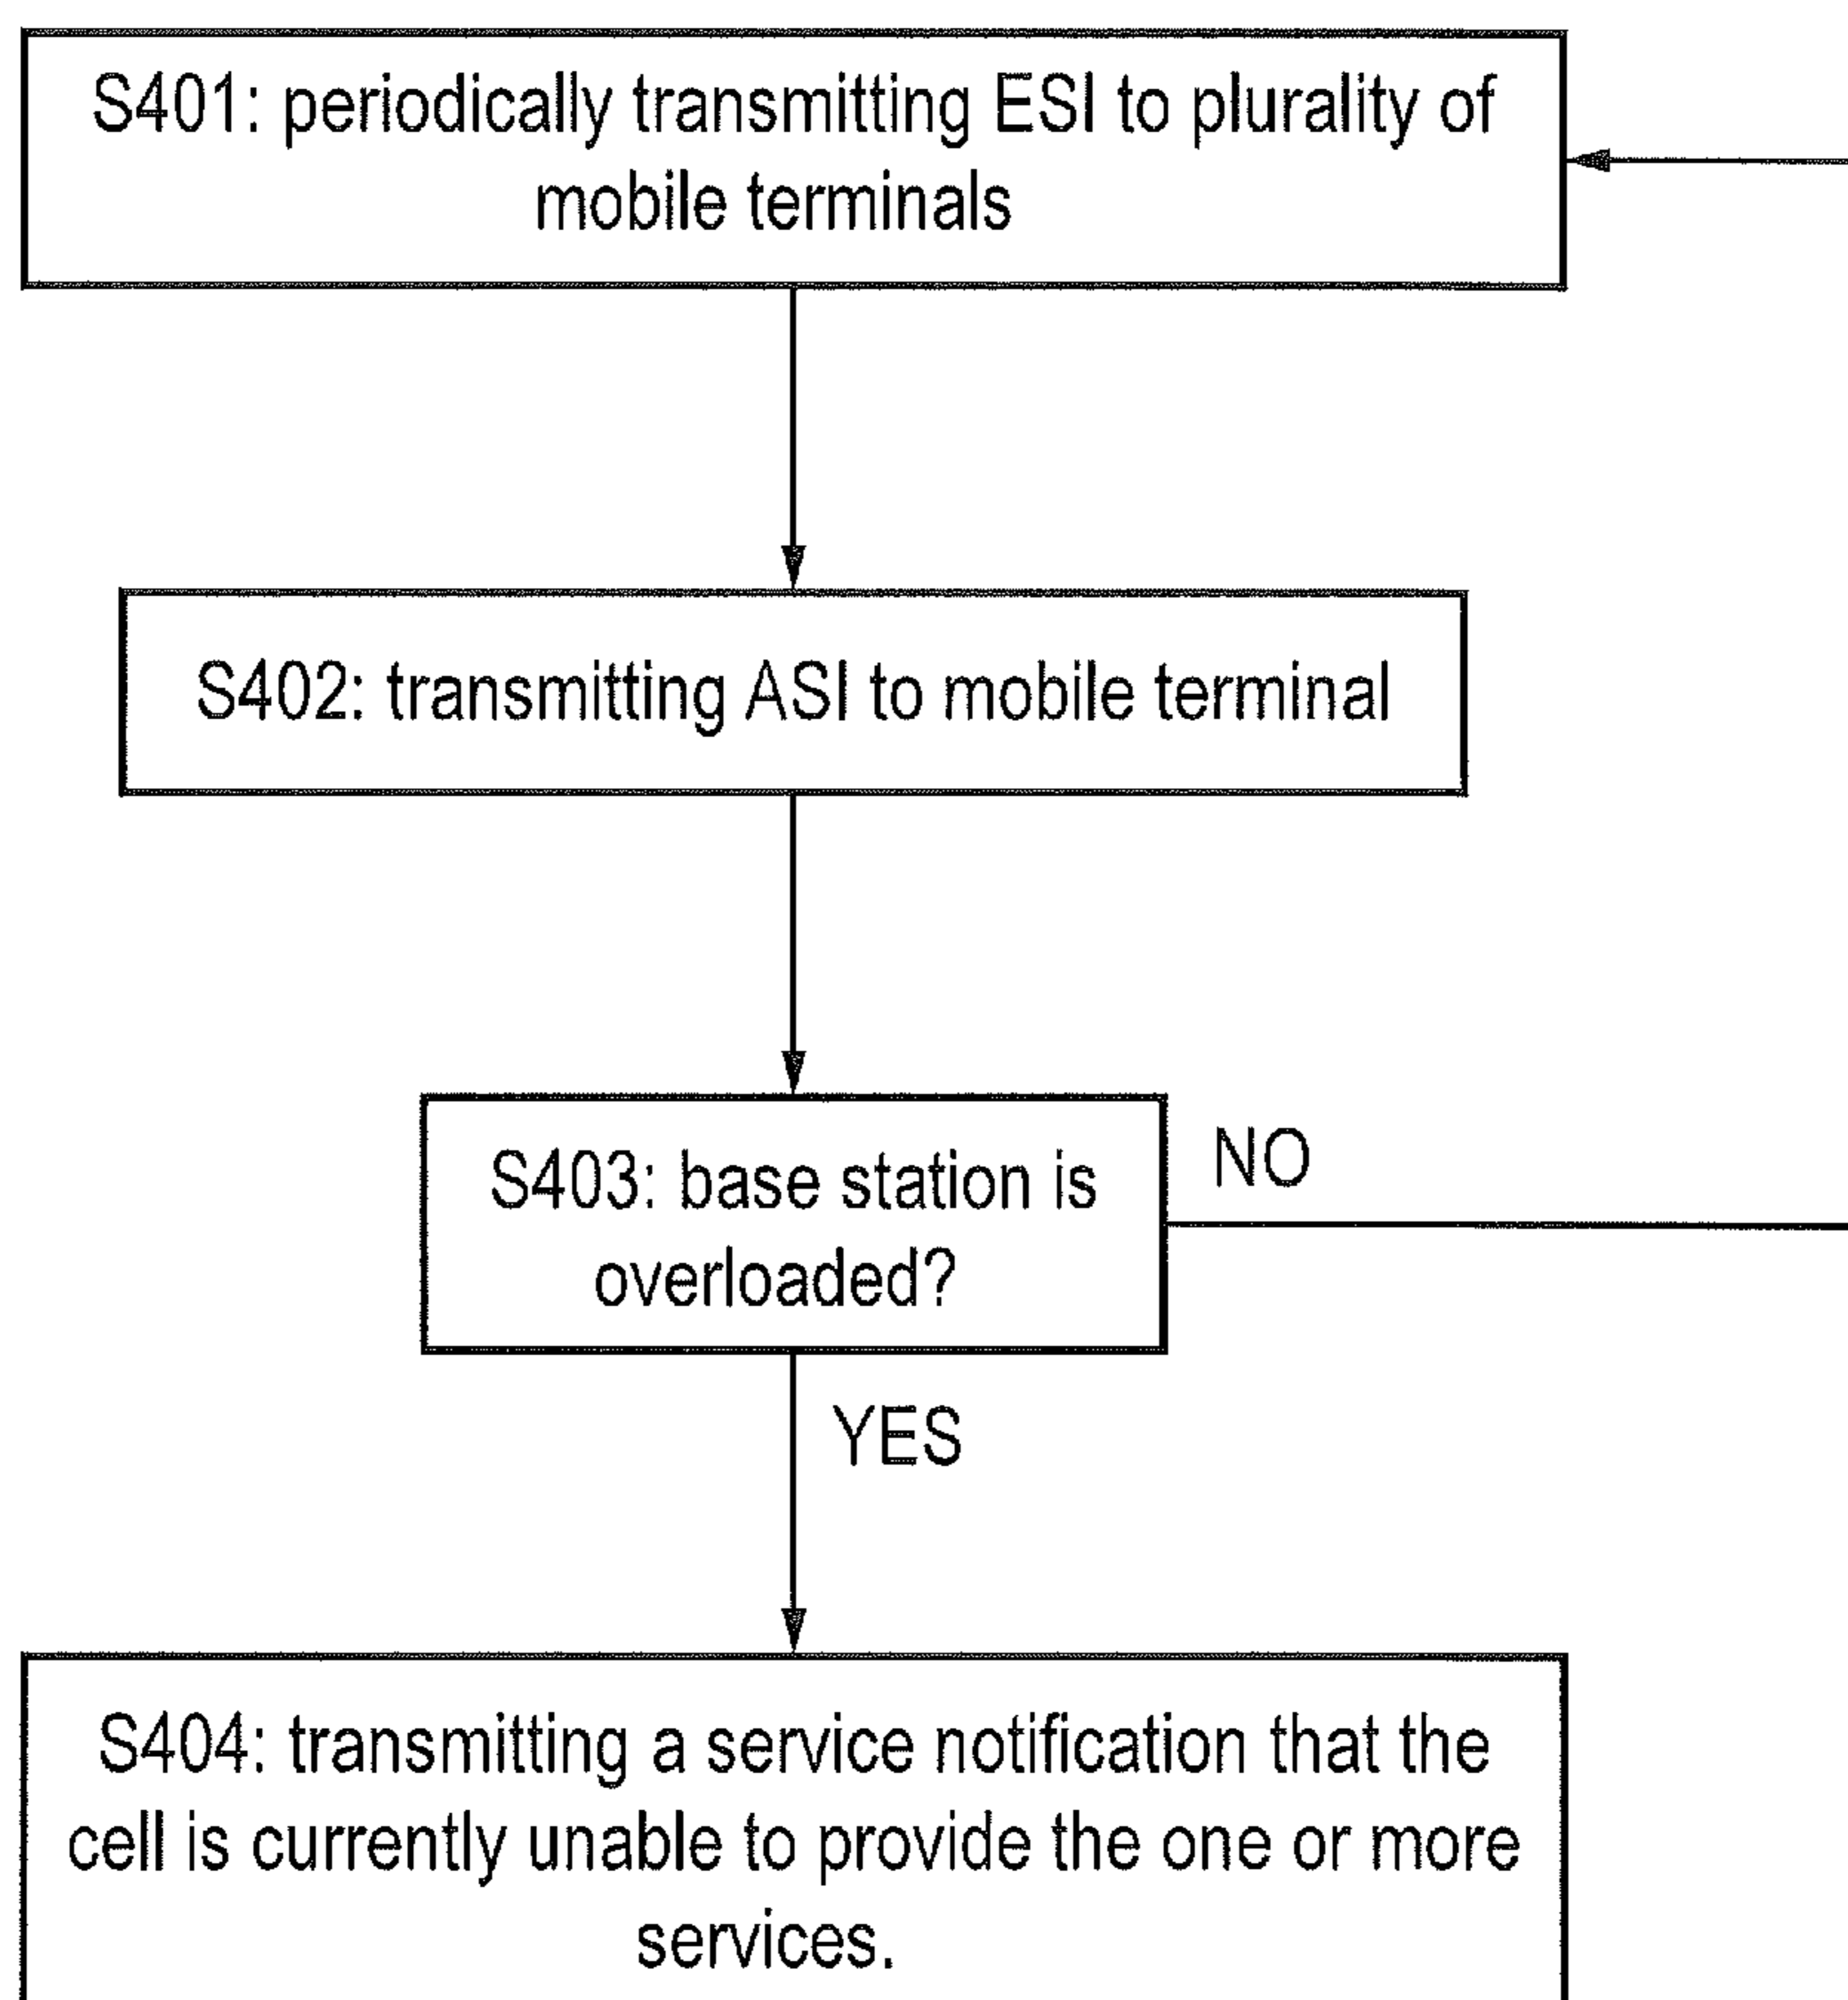 S401: periodically transmitting ESI to plurality of
mobile terminals
S402: transmitting ASI to mobile terminal
S403: base station is
overloaded?
NO
YES
S404: transmitting a service notification that the
cell is currently unable to provide the one or more
services.